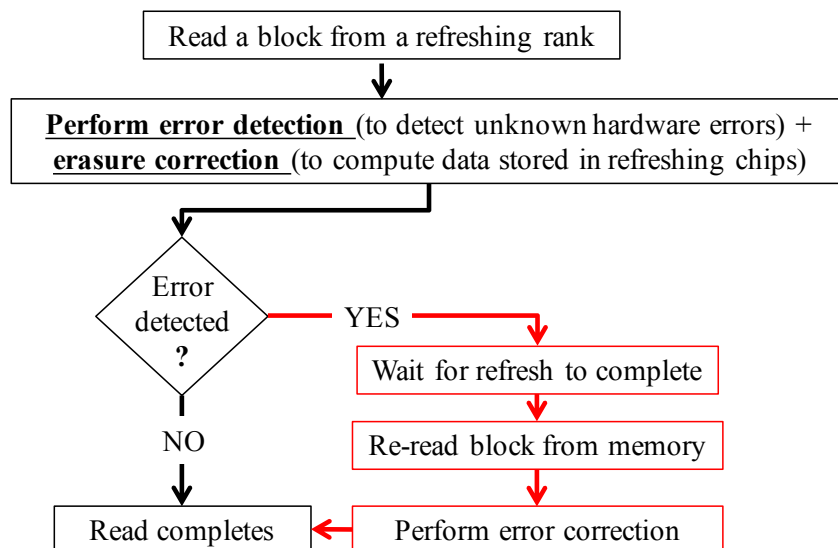 Read a block from a refreshing rank
Perform error detection (to detect unknown hardware errors) +
erasure correction (to compute data stored in refreshing chips)
Error
detected
?
YES
Wait for refresh to complete
Re-read block from memory
NO
Read completes
Perform error correction